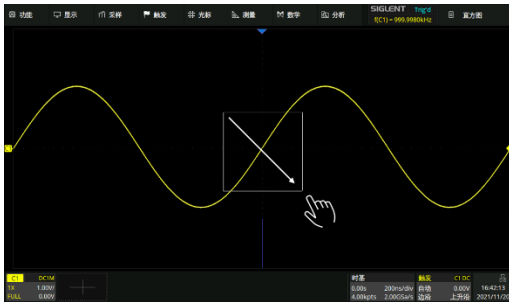 功能 显示 采样 触发 光标 测量 数学 分析 SIGLENT Trig'd 直方图
f(C1) = 999.9980kHz
C1 DC1M
1X 1.00V/
FULL 0.00V
时基
0.00s 200ns/div
4.00kpts 2.00GSa/s
触发 C1 DC
自动 0.00V
边沿 上升沿
16:42:13
2021/11/20